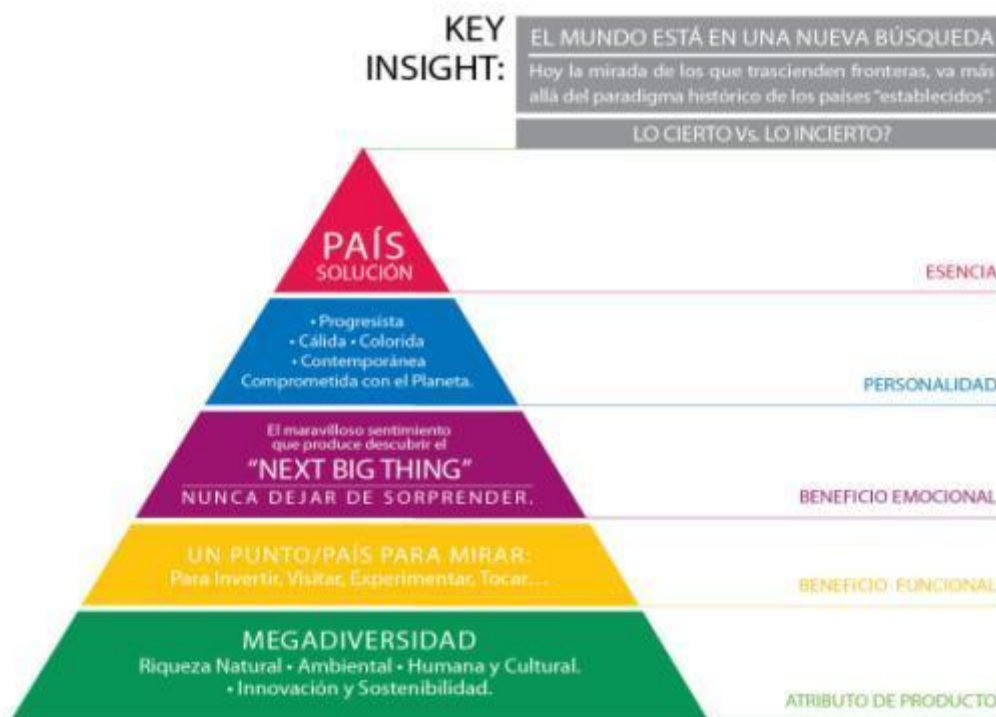 KEY
INSIGHT:
EL MUNDO ESTÁ EN UNA NUEVA BÚSQUEDA
Hoy la mirada de los que trascienden fronteras, va más
allá del paradigma histórico de los países "establecidos".
LO CIERTO Vs. LO INCIERTO?
PAÍS
SOLUCIÓN
ESENCIA
• Progresista
• Cálida • Colorida
• Contemporánea
Comprometida con el Planeta.
PERSONALIDAD
El maravilloso sentimiento
que produce descubrir el
"NEXT BIG THING"
NUNCA DEJAR DE SORPRENDER.
BENEFICIO EMOCIONAL
UN PUNTO/PAÍS PARA MIRAR:
Para Invertir, Visitar, Experimentar, Tocar...
BENEFICIO FUNCIONAL
MEGADIVERSIDAD
Riqueza Natural • Ambiental • Humana y Cultural.
• Innovación y Sostenibilidad.
ATRIBUTO DE PRODUCTO